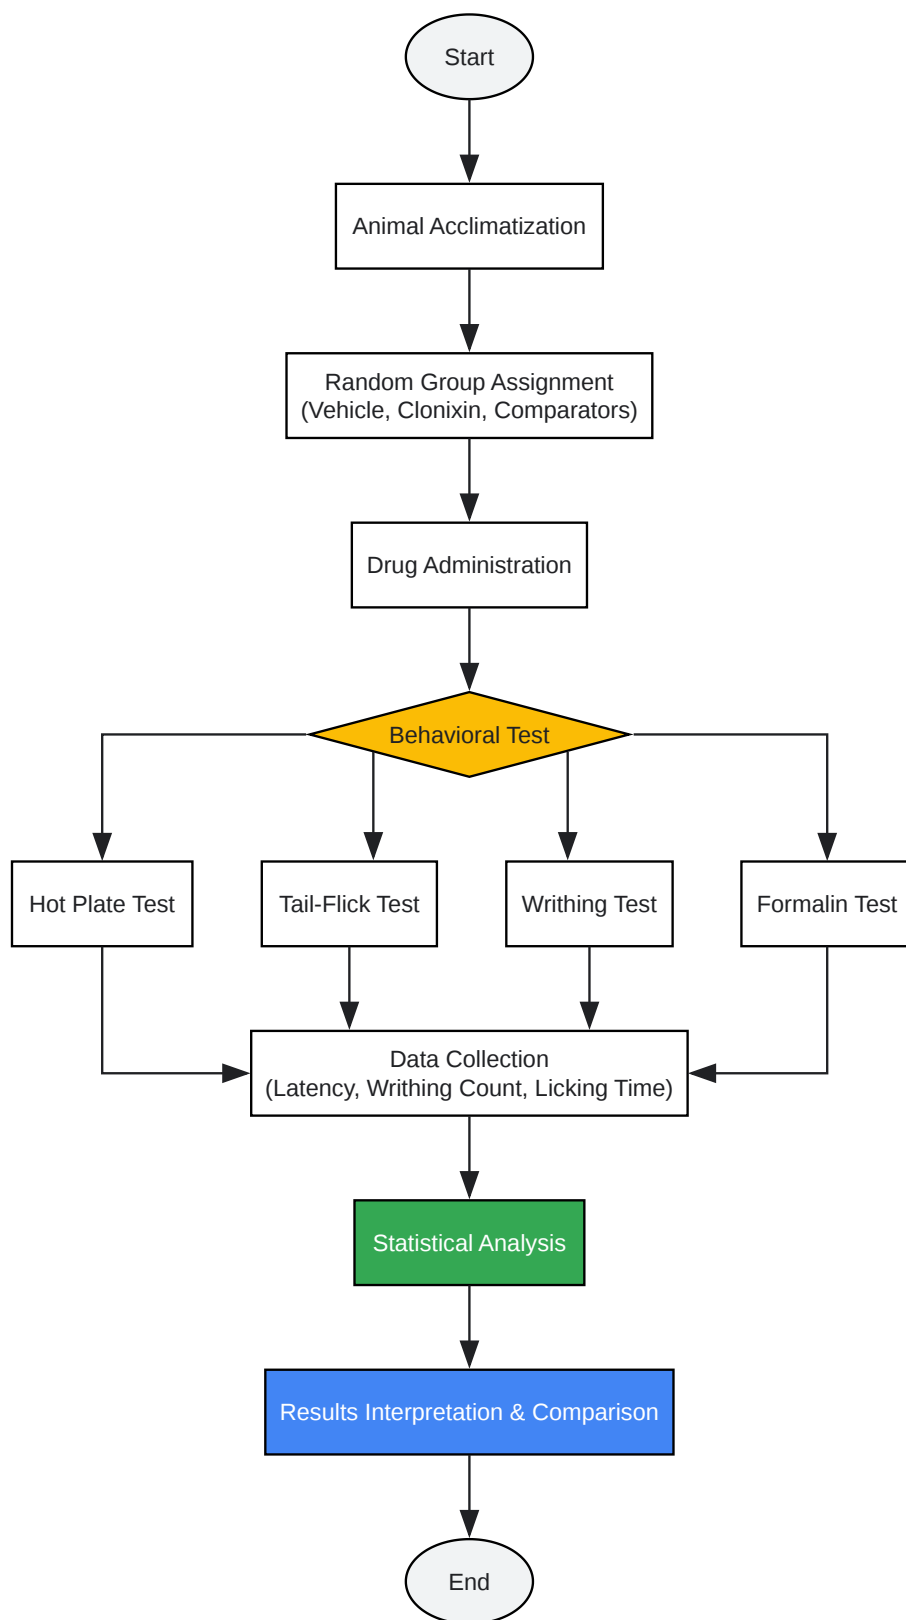 Start
Animal Acclimatization
Random Group Assignment
(Vehicle, Clonixin, Comparators)
Drug Administration
Behavioral Test
Hot Plate Test
Tail-Flick Test
Writhing Test
Formalin Test
Data Collection
(Latency, Writhing Count, Licking Time)
Statistical Analysis
Results Interpretation & Comparison
End